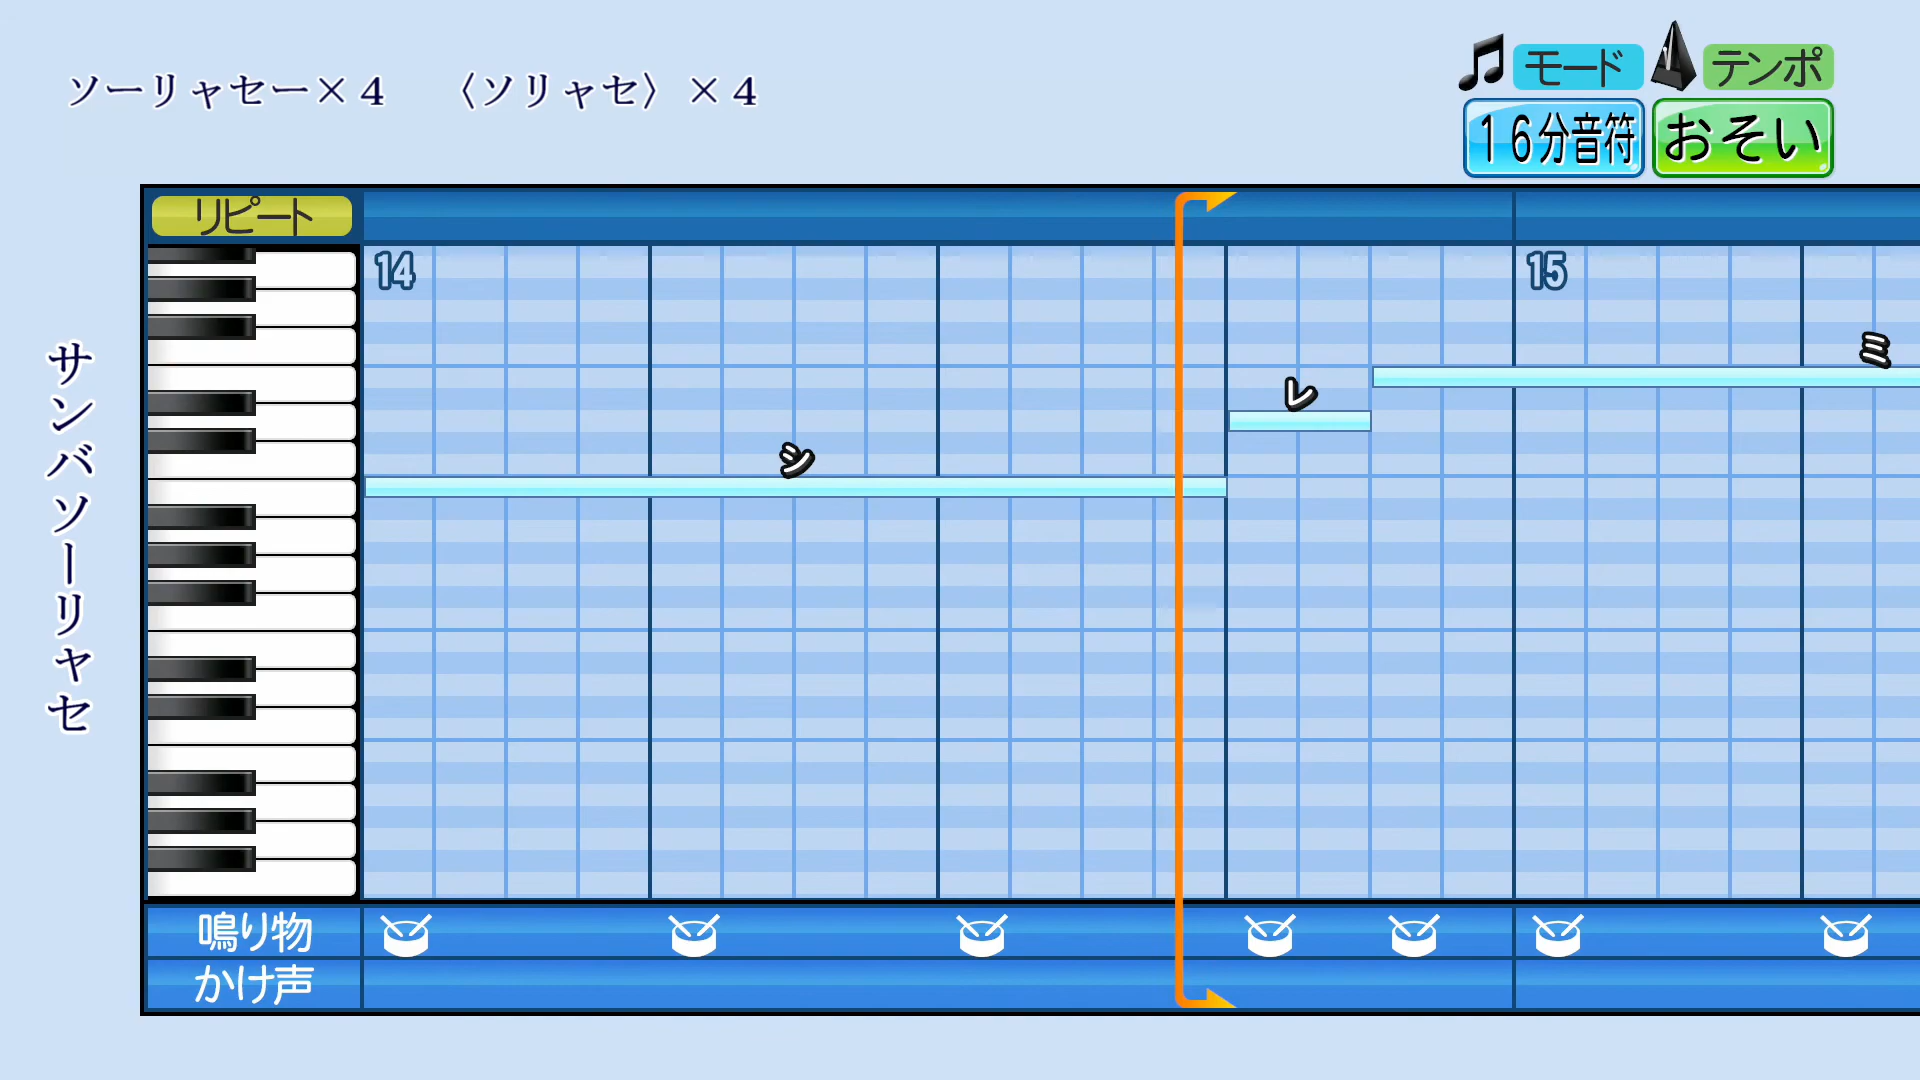 ソーリャセー×４　〈ソリャセ〉×４
モード
テンポ
１６分音符
おそい
リピート
14
15
ミ
レ
シ
サンバソーリャセ
鳴り物
かけ声